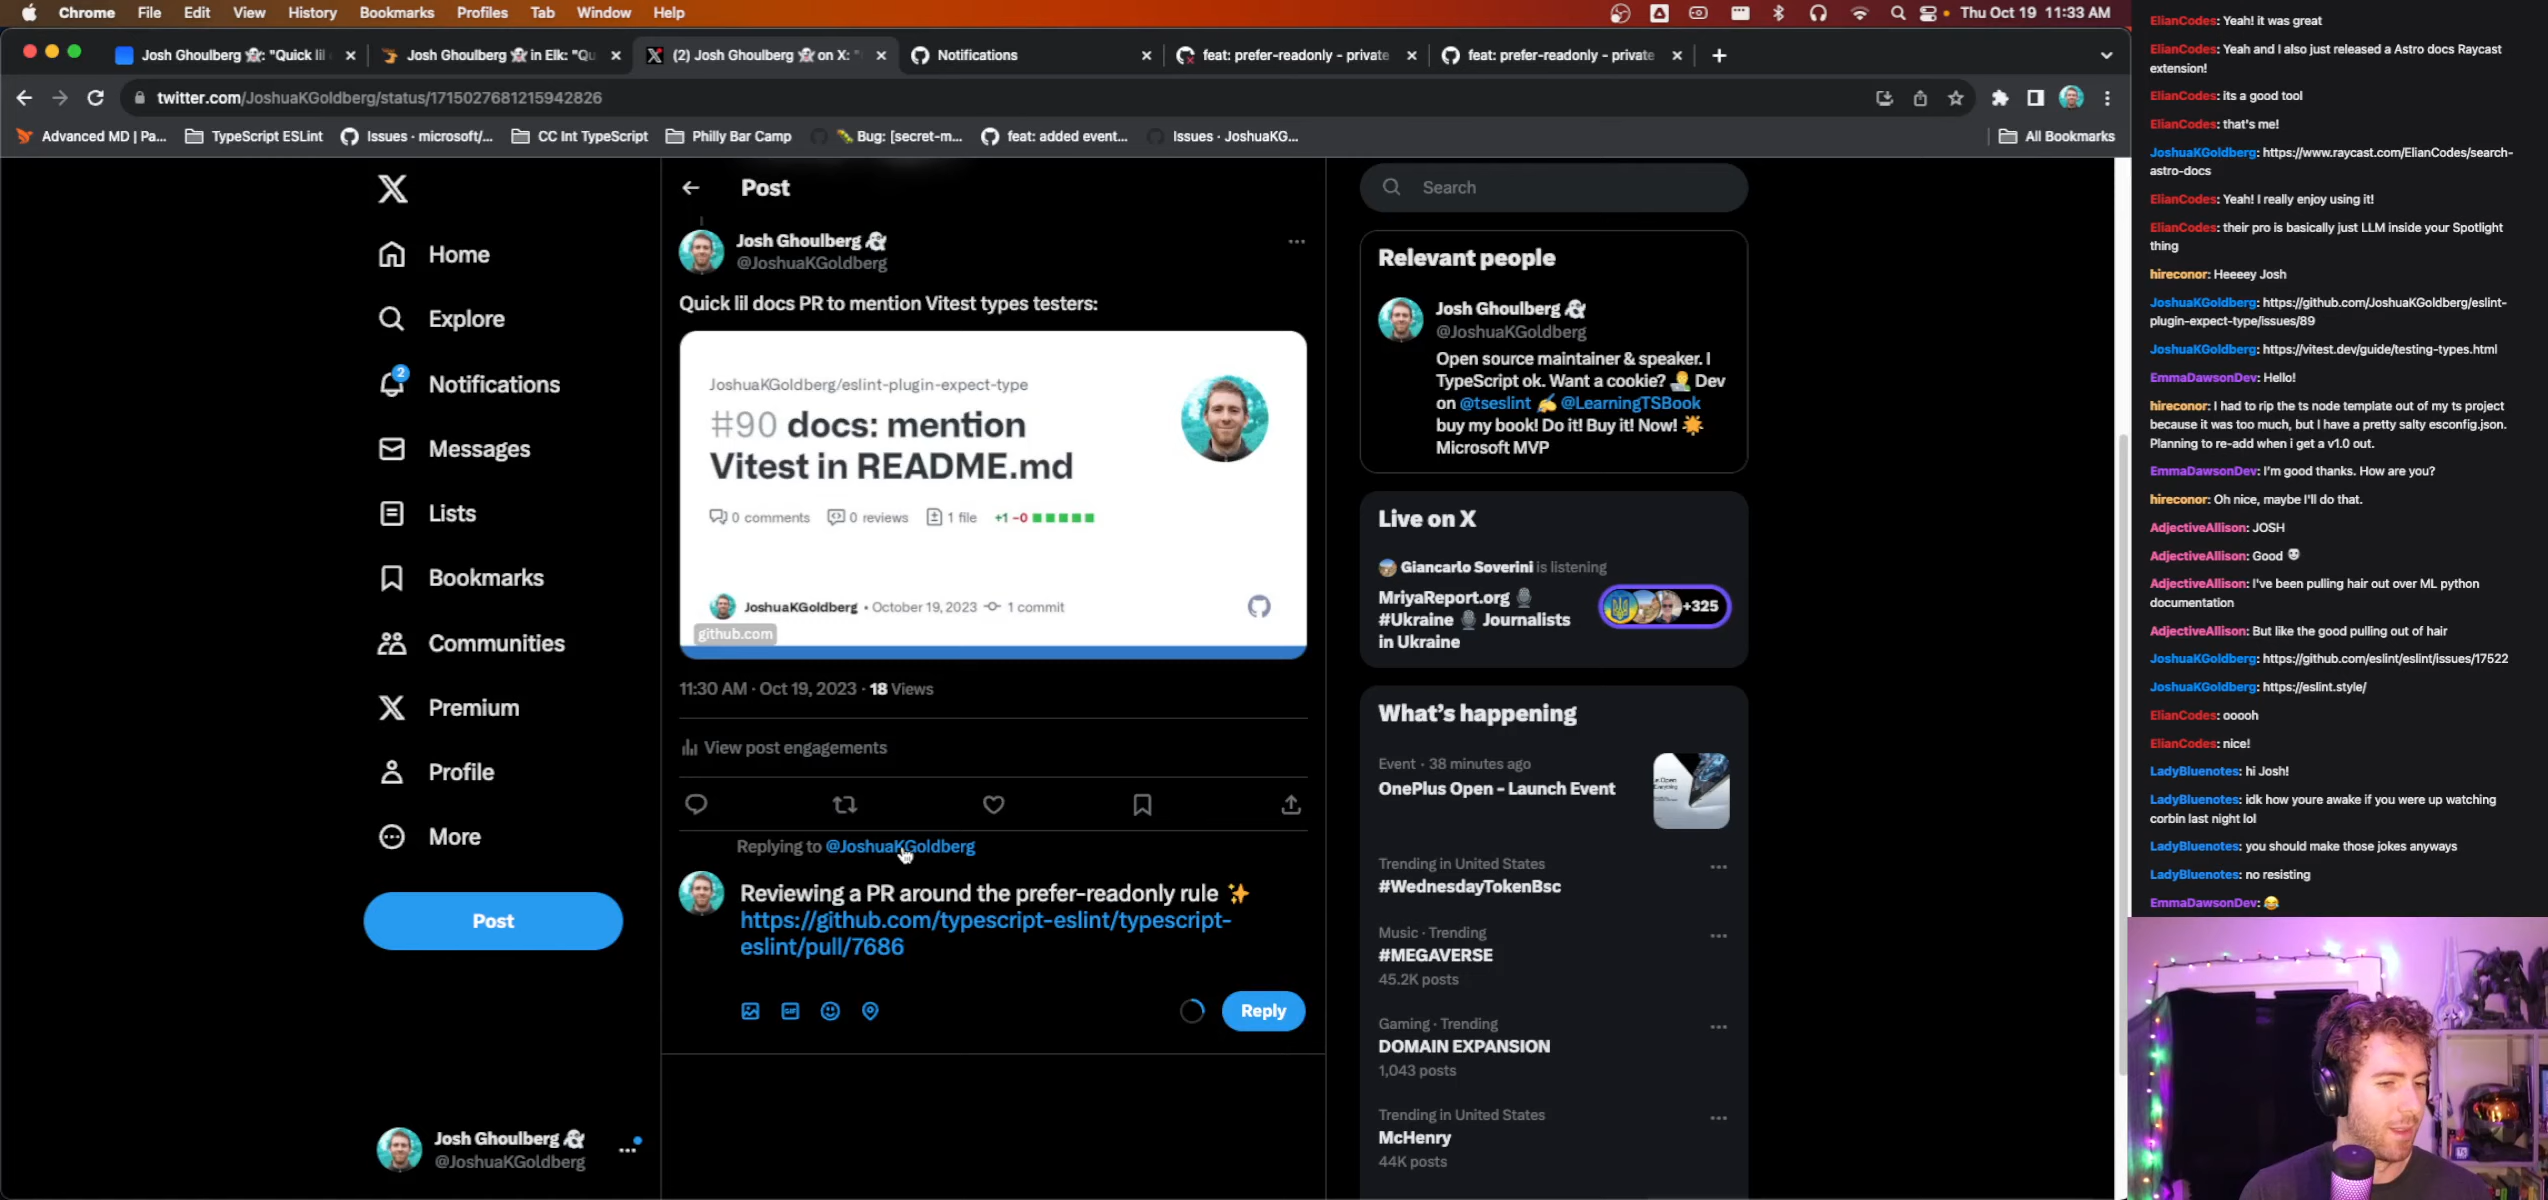 Chrome File Edit View History Bookmarks Profiles Tab Window Help
Thu Oct 19 11:33 AM
Josh Ghoulberg 👻: "Quick lil
Josh Ghoulberg 👻 in Elk: "Qu
(2) Josh Ghoulberg 👻 on X: "
Notifications
feat: prefer-readonly - private
feat: prefer-readonly - private
twitter.com/JoshuaKGoldberg/status/1715027681215942826
Advanced MD | Pa...
TypeScript ESLint
Issues · microsoft/...
CC Int TypeScript
Philly Bar Camp
🐛 Bug: [secret-m...
feat: added event...
Issues · JoshuaKG...
All Bookmarks
Home
Explore
2
Notifications
Messages
Lists
Bookmarks
Communities
Premium
Profile
More
Post
Josh Ghoulberg 👻
@JoshuaKGoldberg
Post
Josh Ghoulberg 👻
@JoshuaKGoldberg
Quick lil docs PR to mention Vitest types testers:
JoshuaKGoldberg/eslint-plugin-expect-type
#90 docs: mention
Vitest in README.md
0 comments 0 reviews 1 file +1 −0
JoshuaKGoldberg • October 19, 2023 1 commit
github.com
11:30 AM · Oct 19, 2023 · 18 Views
View post engagements
Replying to @JoshuaKGoldberg
Reviewing a PR around the prefer-readonly rule ✨
https://github.com/typescript-eslint/typescript-
eslint/pull/7686
GIF
Reply
Search
Relevant people
Josh Ghoulberg 👻
@JoshuaKGoldberg
Open source maintainer & speaker. I
TypeScript ok. Want a cookie? 👨‍💻 Dev
on @tseslint ✍️ @LearningTSBook
buy my book! Do it! Buy it! Now! 🌟
Microsoft MVP
Live on X
Giancarlo Soverini is listening
MriyaReport.org 🎙️
#Ukraine 🎙️ Journalists
in Ukraine
+325
What's happening
Event · 38 minutes ago
OnePlus Open - Launch Event
Trending in United States
#WednesdayTokenBsc
Music · Trending
#MEGAVERSE
45.2K posts
Gaming · Trending
DOMAIN EXPANSION
1,043 posts
Trending in United States
McHenry
44K posts
ElianCodes: Yeah! it was great
ElianCodes: Yeah and I also just released a Astro docs Raycast
extension!
ElianCodes: its a good tool
ElianCodes: that's me!
JoshuaKGoldberg: https://www.raycast.com/ElianCodes/search-
astro-docs
ElianCodes: Yeah! I really enjoy using it!
ElianCodes: their pro is basically just LLM inside your Spotlight
thing
hireconor: Heeeey Josh
JoshuaKGoldberg: https://github.com/JoshuaKGoldberg/eslint-
plugin-expect-type/issues/89
JoshuaKGoldberg: https://vitest.dev/guide/testing-types.html
EmmaDawsonDev: Hello!
hireconor: I had to rip the ts node template out of my ts project
because it was too much, but I have a pretty salty esconfig.json.
Planning to re-add when i get a v1.0 out.
EmmaDawsonDev: I'm good thanks. How are you?
hireconor: Oh nice, maybe I'll do that.
AdjectiveAllison: JOSH
AdjectiveAllison: Good 💀
AdjectiveAllison: I've been pulling hair out over ML python
documentation
AdjectiveAllison: But like the good pulling out of hair
JoshuaKGoldberg: https://github.com/eslint/eslint/issues/17522
JoshuaKGoldberg: https://eslint.style/
ElianCodes: ooooh
ElianCodes: nice!
LadyBluenotes: hi Josh!
LadyBluenotes: idk how youre awake if you were up watching
corbin last night lol
LadyBluenotes: you should make those jokes anyways
LadyBluenotes: no resisting
EmmaDawsonDev: 😂